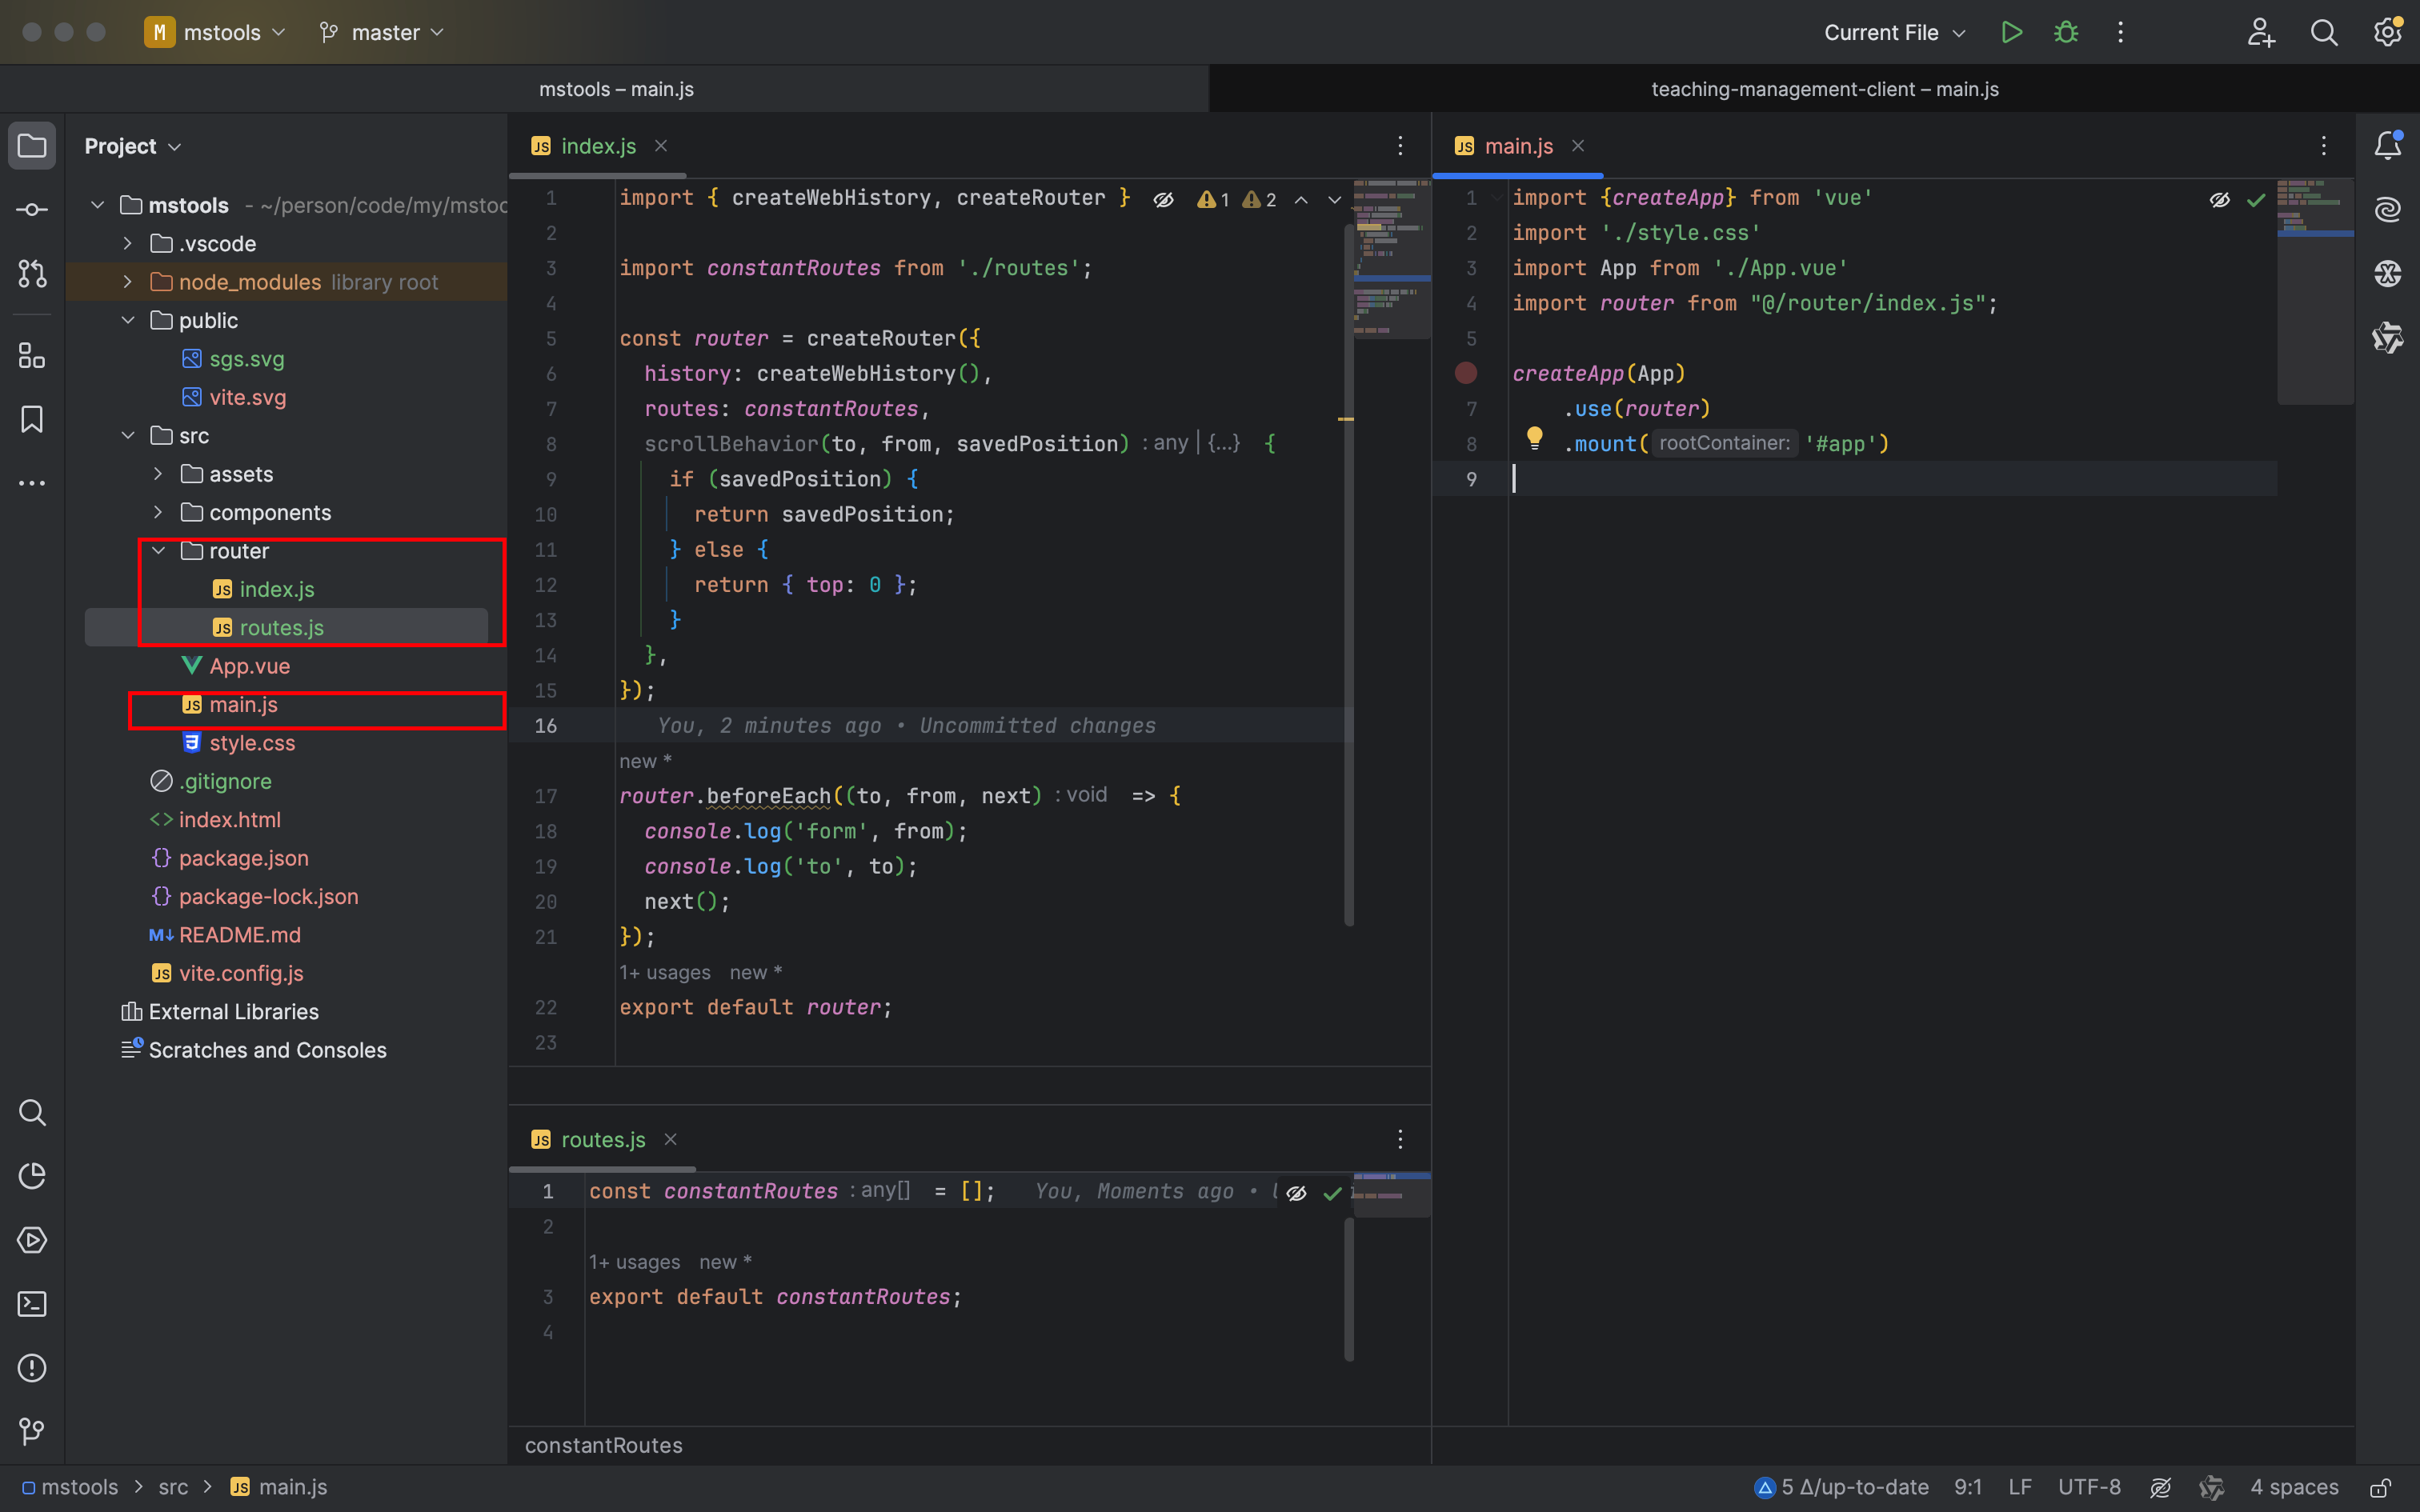 M mstools master Current File
mstools – main.js
teaching-management-client – main.js
Project
mstools - ~/person/code/my/mstoo
.vscode
node_modules library root
public
sgs.svg
vite.svg
src
assets
components
router
JS index.js
JS routes.js
App.vue
JS main.js
style.css
.gitignore
<> index.html
{} package.json
{} package-lock.json
M↓ README.md
JS vite.config.js
External Libraries
Scratches and Consoles
JS index.js
1 import { createWebHistory, createRouter } 1 2
2
3 import constantRoutes from './routes';
4
5 const router = createRouter({
6 history: createWebHistory(),
7 routes: constantRoutes,
8 scrollBehavior(to, from, savedPosition) : any | {...} {
9 if (savedPosition) {
10 return savedPosition;
11 } else {
12 return { top: 0 };
13 }
14 },
15 });
16 You, 2 minutes ago • Uncommitted changes
new *
17 router.beforeEach((to, from, next) : void => {
18 console.log('form', from);
19 console.log('to', to);
20 next();
21 });
1+ usages new *
22 export default router;
23
JS routes.js
1 const constantRoutes : any[] = []; You, Moments ago •
2
1+ usages new *
3 export default constantRoutes;
4
constantRoutes
JS main.js
1 import {createApp} from 'vue'
2 import './style.css'
3 import App from './App.vue'
4 import router from "@/router/index.js";
5
createApp(App)
7 .use(router)
8 .mount( rootContainer: '#app')
9
mstools > src > JS main.js
5 Δ/up-to-date 9:1 LF UTF-8 4 spaces